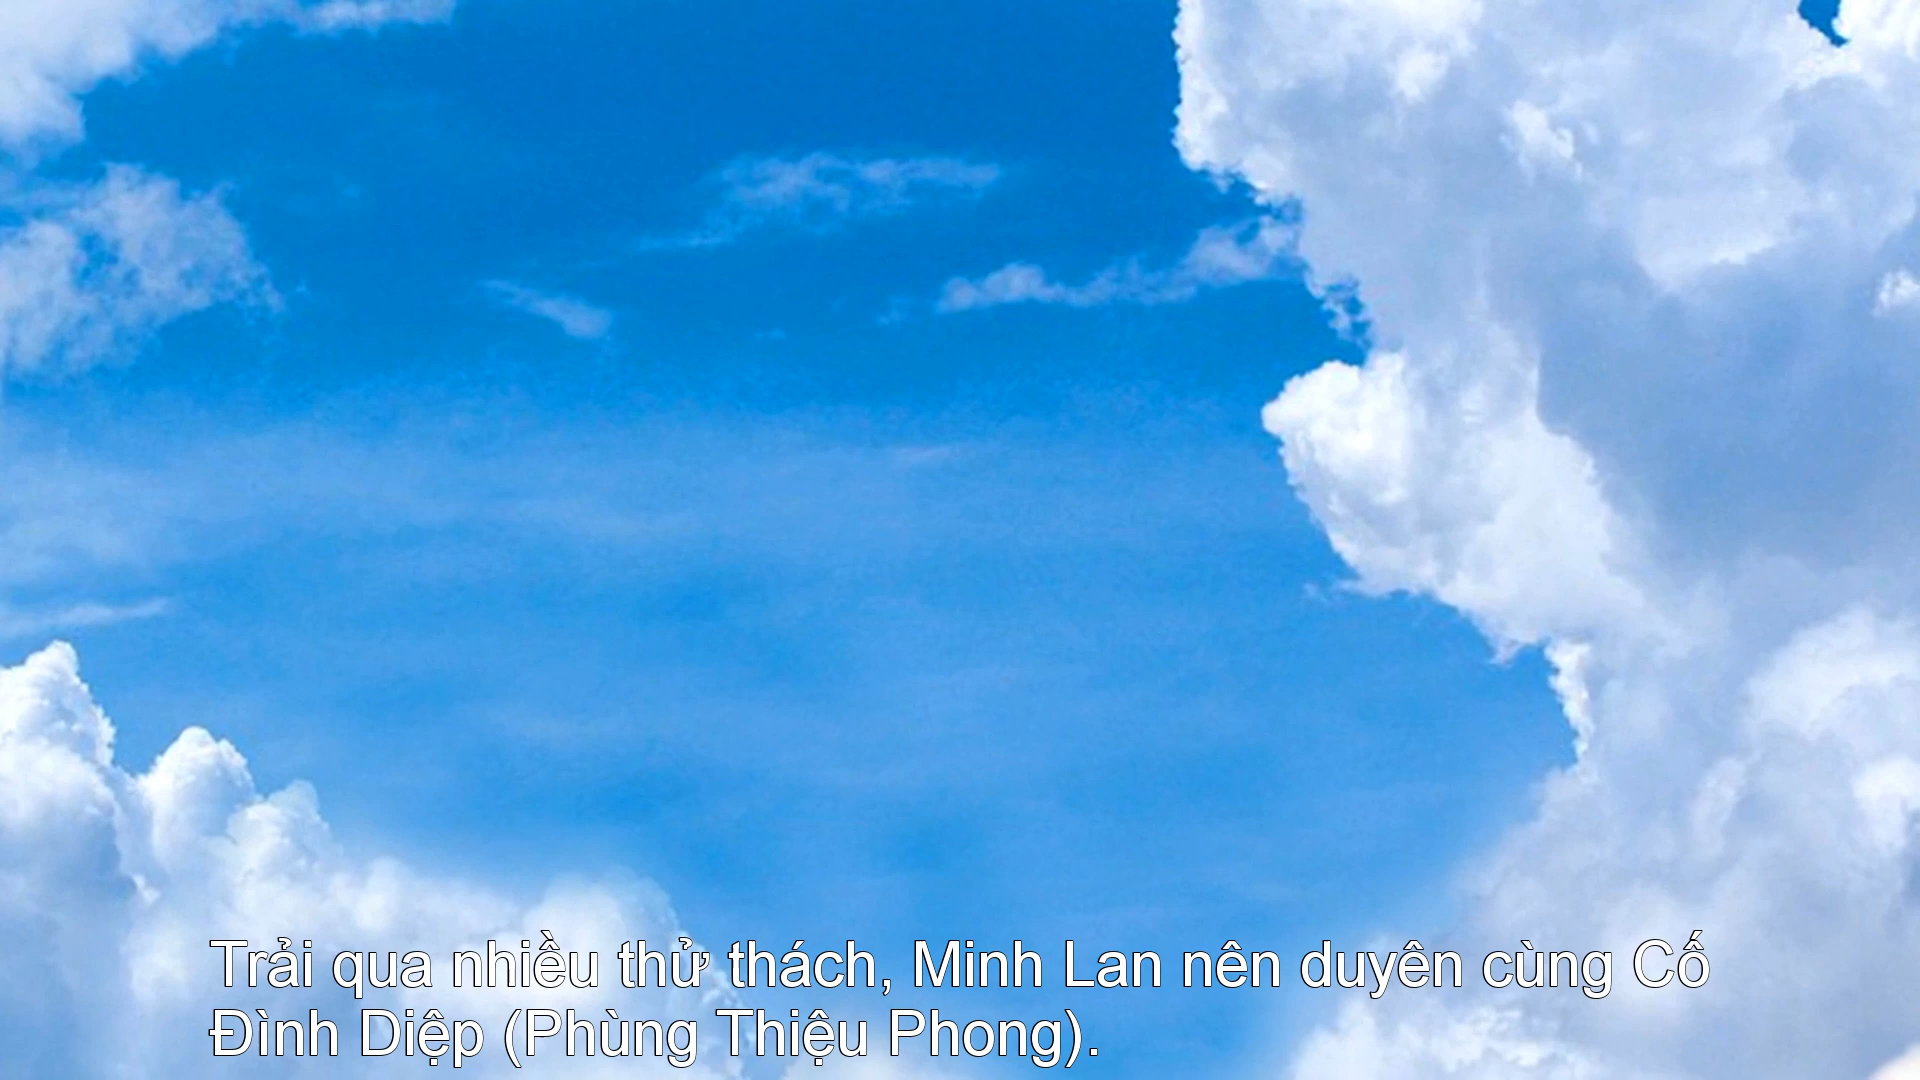 Trải qua nhiều thử thách, Minh Lan nên duyên cùng Cố
Đình Diệp (Phùng Thiệu Phong).